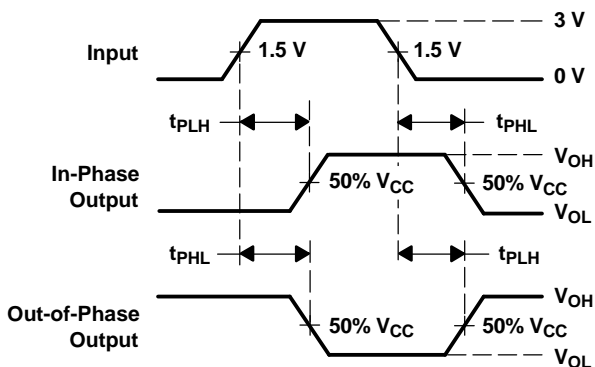 3 V
Input
1.5 V
1.5 V
0 V
tPLH
tPHL
VOH
In-Phase
Output
50% VCC
50% VCC
VOL
tPHL
tPLH
VOH
Out-of-Phase
Output
50% VCC
50% VCC
VOL